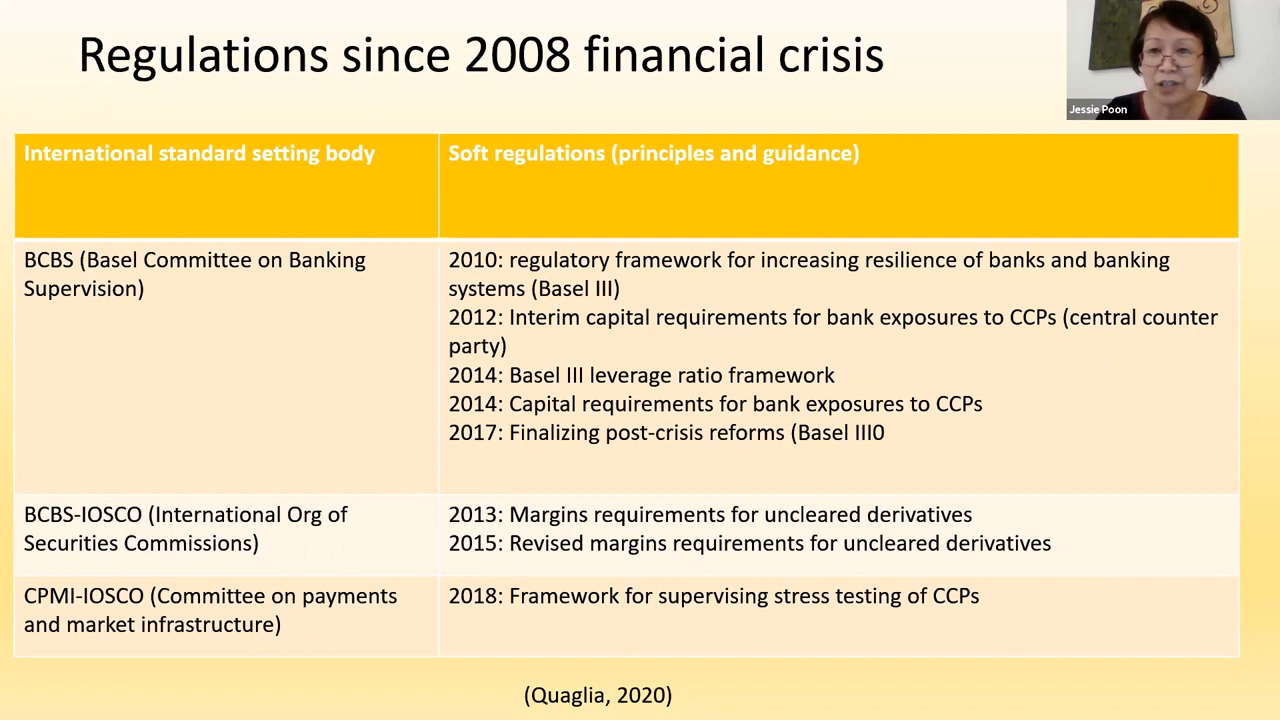 Regulations since 2008 financial crisis
Jessie Poon
International standard setting body
Soft regulations (principles and guidance)
BCBS (Basel Committee on Banking
Supervision)
2010: regulatory framework for increasing resilience of banks and banking
systems (Basel III)
2012: Interim capital requirements for bank exposures to CCPs (central counter
party)
2014: Basel III leverage ratio framework
2014: Capital requirements for bank exposures to CCPs
2017: Finalizing post-crisis reforms (Basel III0
BCBS-IOSCO (International Org of
Securities Commissions)
2013: Margins requirements for uncleared derivatives
2015: Revised margins requirements for uncleared derivatives
CPMI-IOSCO (Committee on payments
and market infrastructure)
2018: Framework for supervising stress testing of CCPs
(Quaglia, 2020)